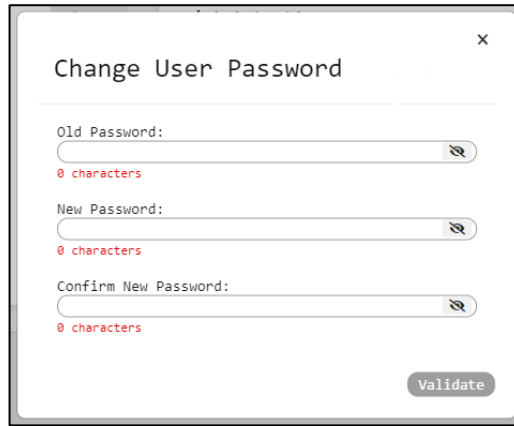 ×
Change User Password
Old Password:
0 characters
New Password:
0 characters
Confirm New Password:
0 characters
Validate